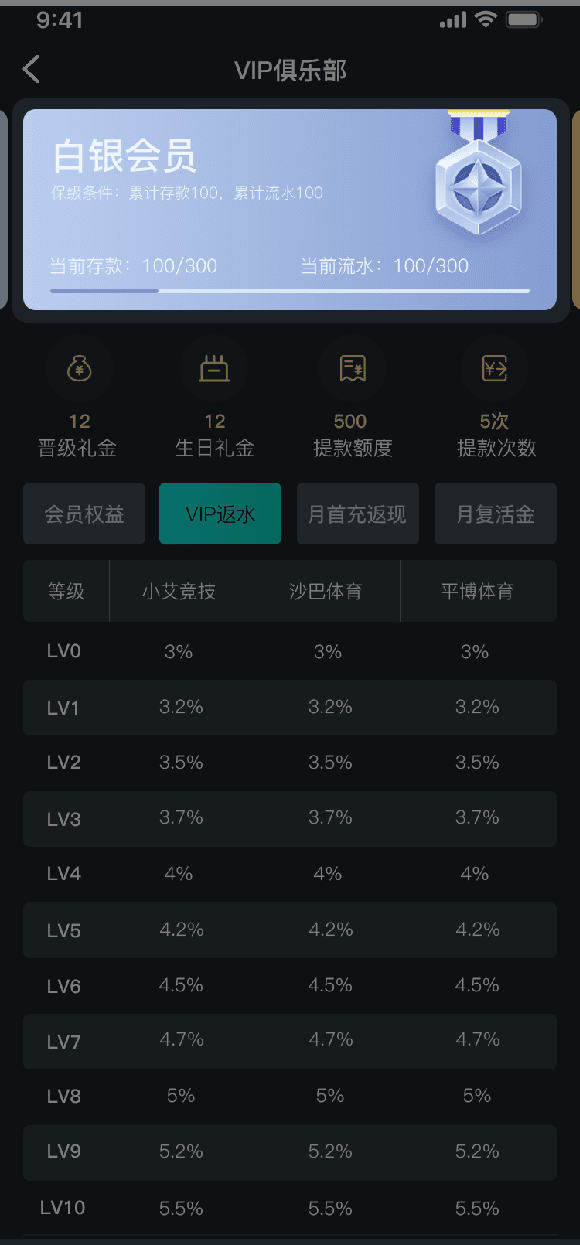 9:41
VIP俱乐部
白银会员
保级条件：累计存款100，累计流水100
当前存款：100/300 当前流水：100/300
12 12 500 5次
晋级礼金 生日礼金 提款额度 提款次数
会员权益 VIP返水 月首充返现 月复活金
等级 小艾竞技 沙巴体育 平博体育
LV0 3% 3% 3%
LV1 3.2% 3.2% 3.2%
LV2 3.5% 3.5% 3.5%
LV3 3.7% 3.7% 3.7%
LV4 4% 4% 4%
LV5 4.2% 4.2% 4.2%
LV6 4.5% 4.5% 4.5%
LV7 4.7% 4.7% 4.7%
LV8 5% 5% 5%
LV9 5.2% 5.2% 5.2%
LV10 5.5% 5.5% 5.5%